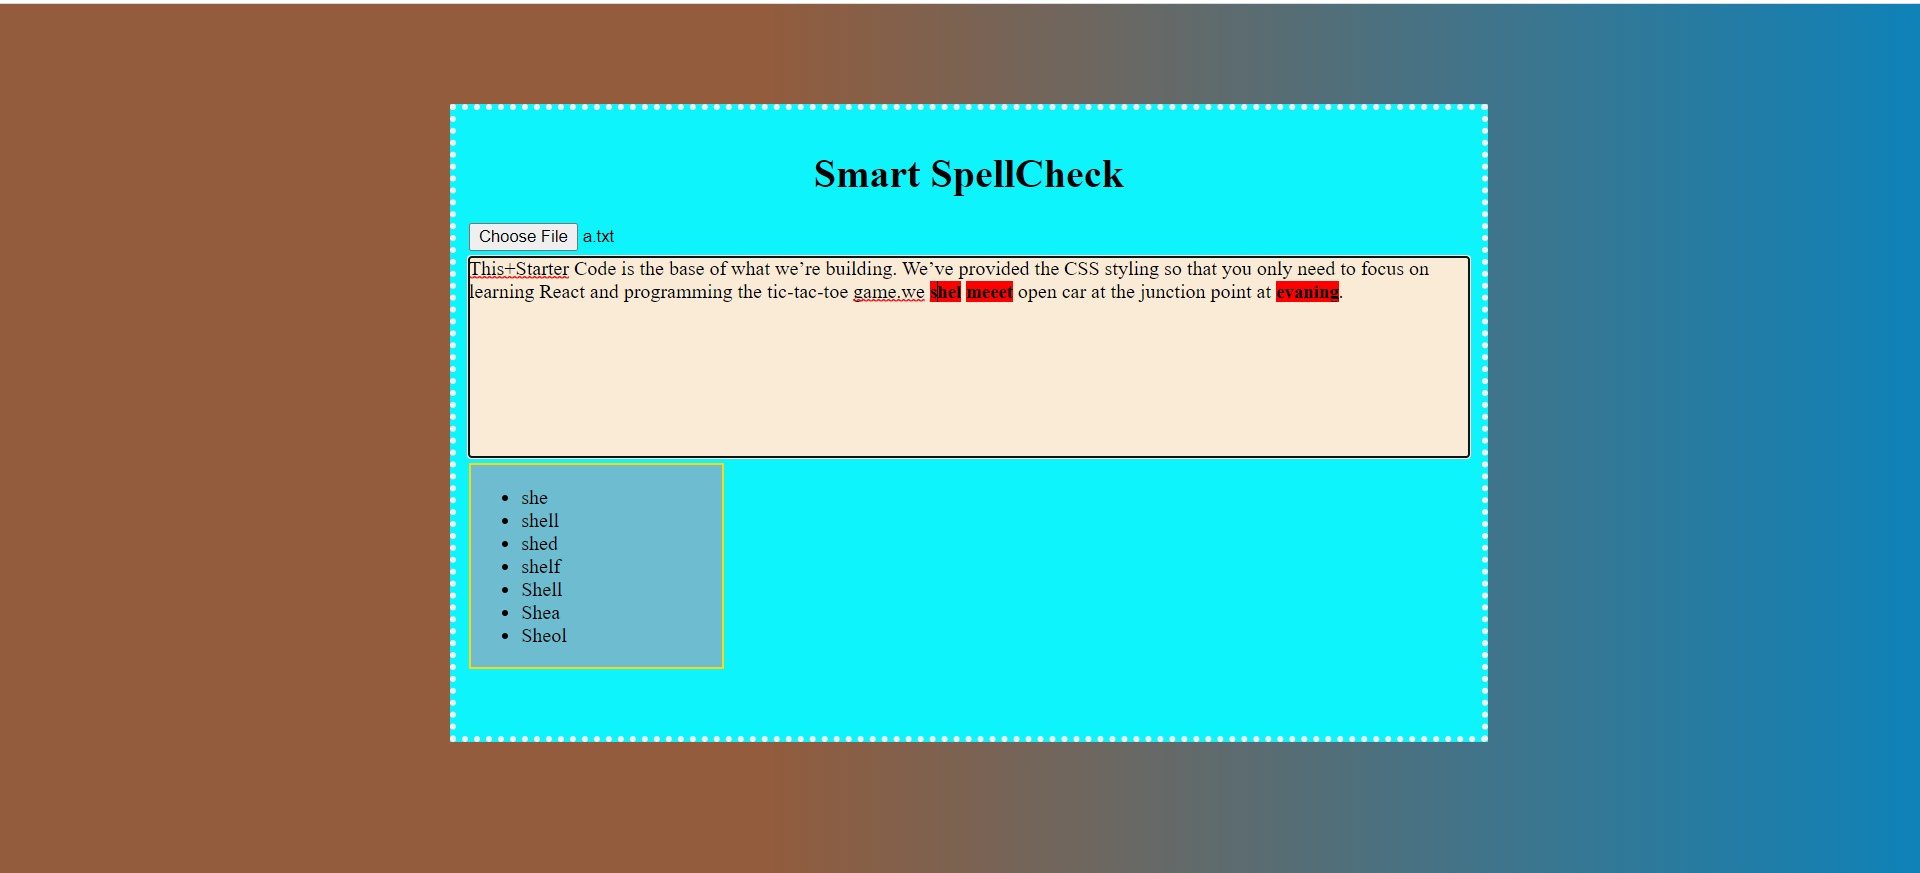 Smart SpellCheck
Choose File a.txt
This+Starter Code is the base of what we’re building. We’ve provided the CSS styling so that you only need to focus on
learning React and programming the tic-tac-toe game.we shel meeet open car at the junction point at evaning.
she
shell
shed
shelf
Shell
Shea
Sheol